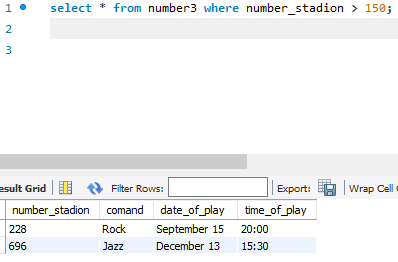 1 select * from number3 where number_stadion > 150;
2
3
esult Grid Filter Rows: Export: Wrap Cell
number_stadion comand date_of_play time_of_play
228 Rock September 15 20:00
696 Jazz December 13 15:30